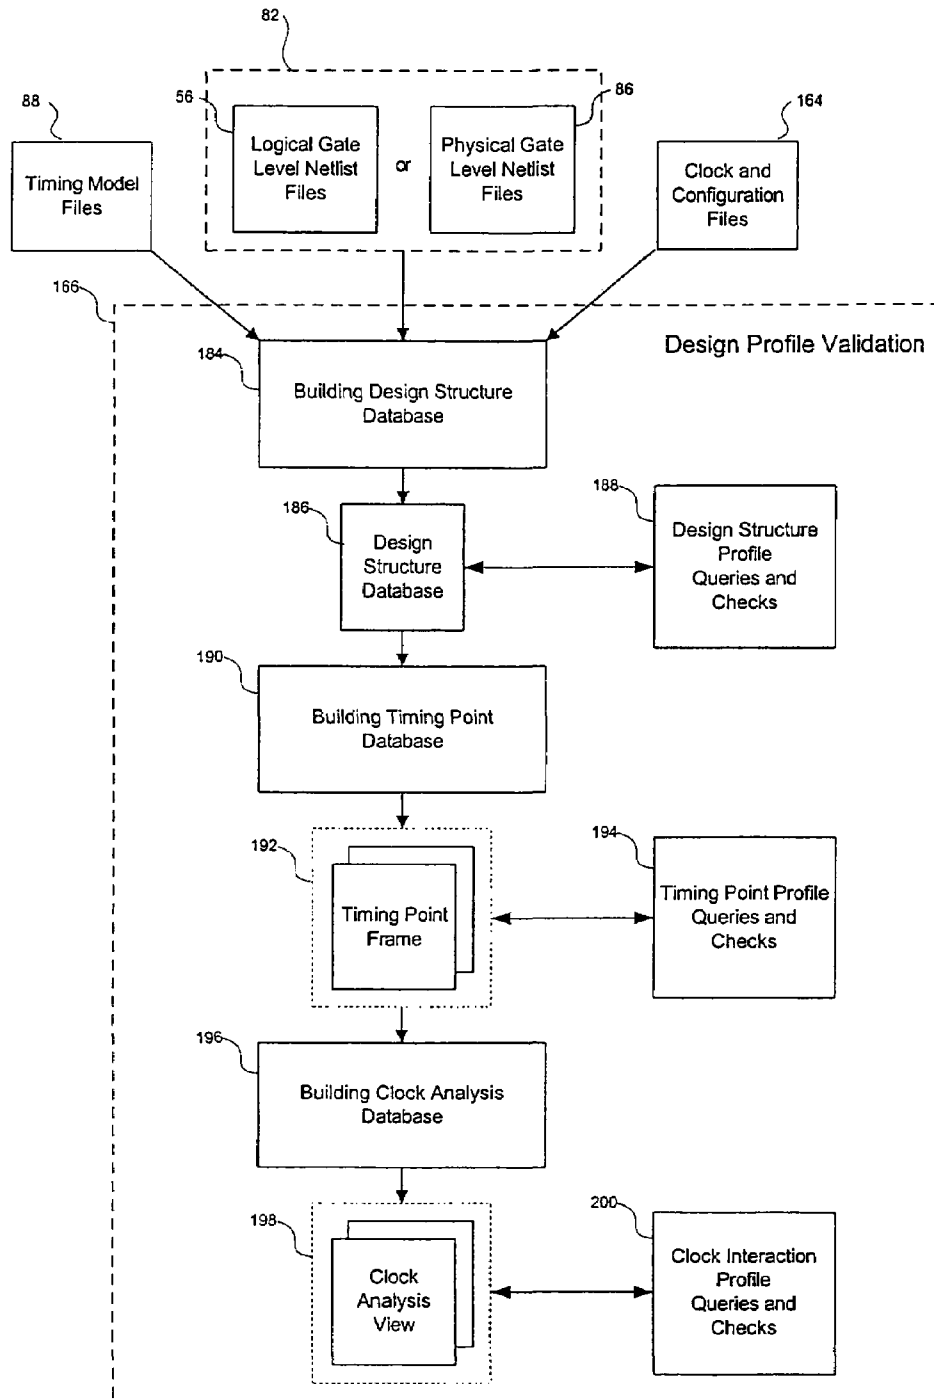 82
88
56
86
164
Timing Model
Files
Logical Gate
Level Netlist
Files
or
Physical Gate
Level Netlist
Files
Clock and
Configuration
Files
166
Design Profile Validation
184
Building Design Structure
Database
186
Design
Structure
Database
188
Design Structure
Profile
Queries and
Checks
190
Building Timing Point
Database
192
Timing Point
Frame
194
Timing Point Profile
Queries and
Checks
196
Building Clock Analysis
Database
198
Clock
Analysis
View
200
Clock Interaction
Profile
Queries and
Checks